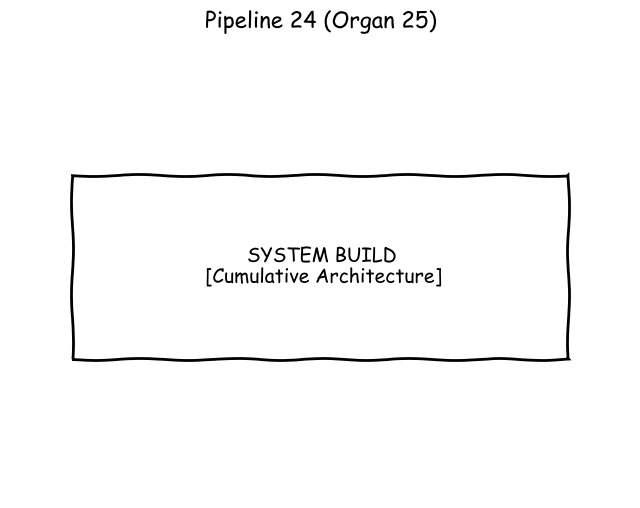 Pipeline 24 (Organ 25)
SYSTEM BUILD
[Cumulative Architecture]